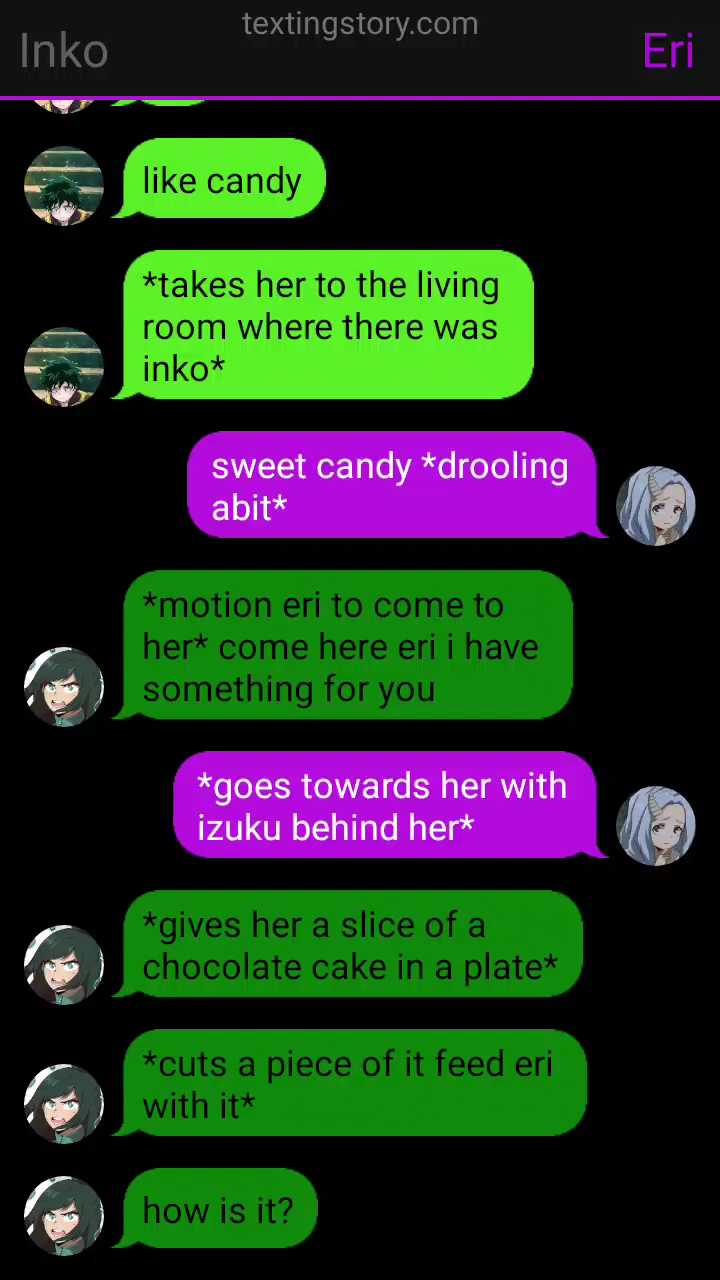 textingstory.com
Inko
Eri
like candy
*takes her to the living
room where there was
inko*
sweet candy *drooling
abit*
*motion eri to come to
her* come here eri i have
something for you
*goes towards her with
izuku behind her*
*gives her a slice of a
chocolate cake in a plate*
*cuts a piece of it feed eri
with it*
how is it?